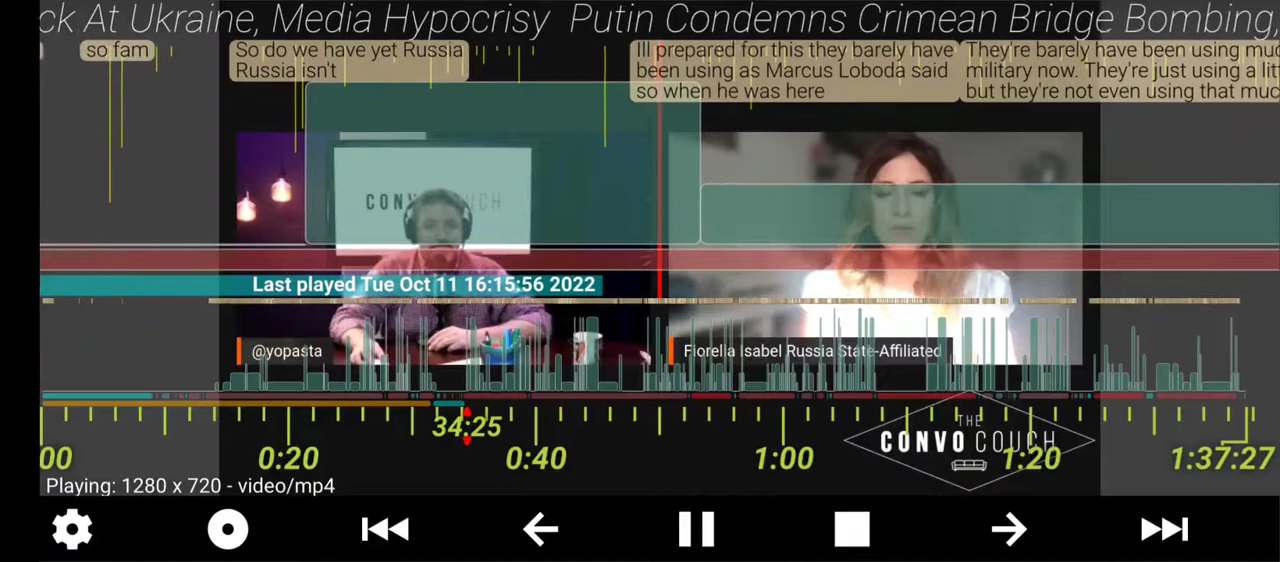 ck At Ukraine, Media Hypocrisy Putin Condemns Crimean Bridge Bombing,
so fam
So do we have yet Russia
Russia isn't
Ill prepared for this they barely have
been using as Marcus Loboda said
so when he was here
They're barely have been using muc
military now. They're just using a litt
but they're not even using that muc
CONV COUCH
Last played Tue Oct 11 16:15:56 2022
@yopasta
Fiorella Isabel Russia State-Affiliated
34:25
THE
CONVO COUCH
00 0:20 0:40 1:00 1:20 1:37:27
Playing: 1280 x 720 - video/mp4